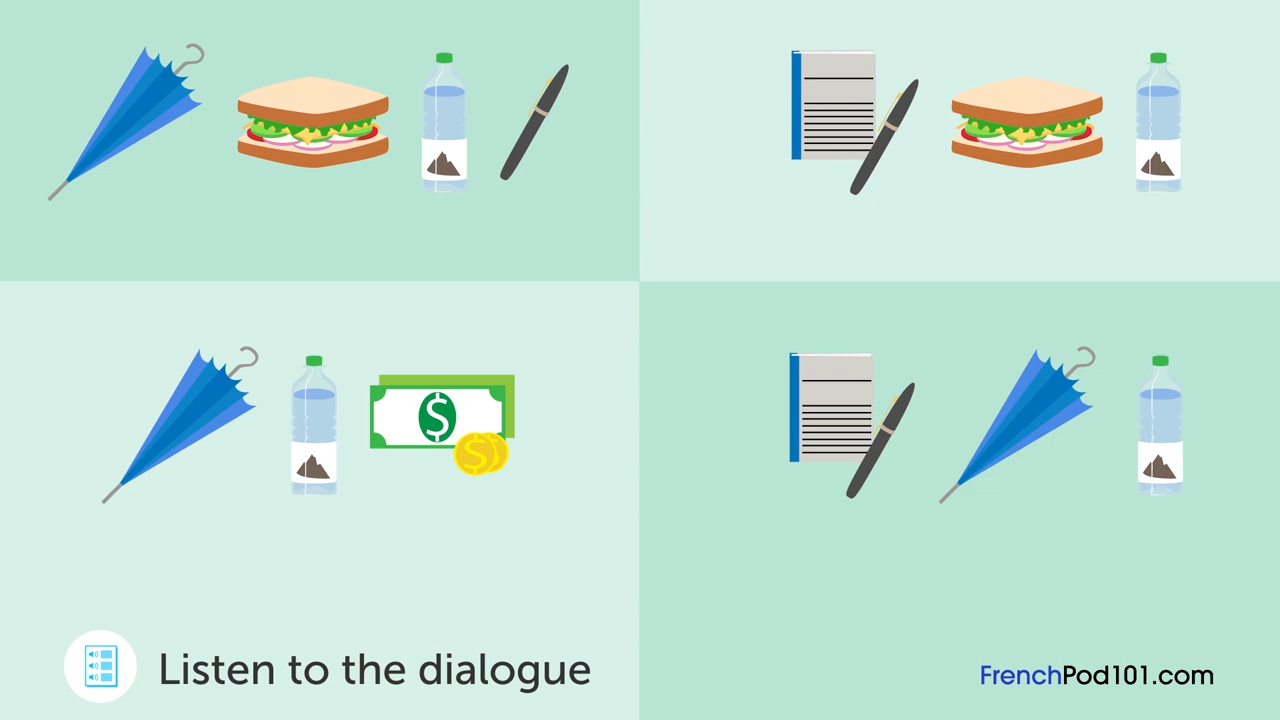 $
$
Listen to the dialogue
FrenchPod101.com